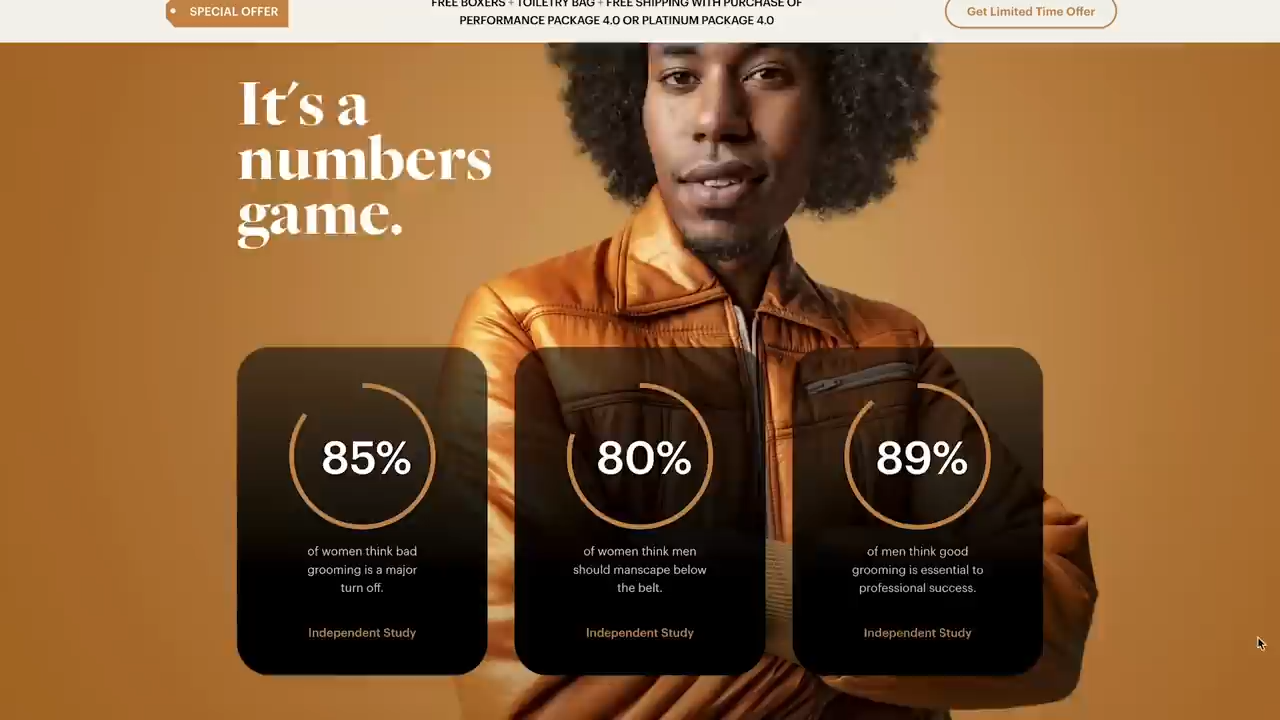 SPECIAL OFFER
FREE BOXERS + TOILETRY BAG + FREE SHIPPING WITH PURCHASE OF
PERFORMANCE PACKAGE 4.0 OR PLATINUM PACKAGE 4.0
Get Limited Time Offer
It's a
numbers
game.
85%
of women think bad
grooming is a major
turn off.
Independent Study
80%
of women think men
should manscape below
the belt.
Independent Study
89%
of men think good
grooming is essential to
professional success.
Independent Study